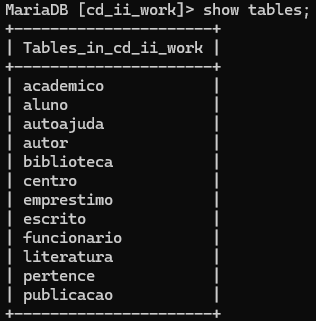 MariaDB [cd_ii_work]> show tables;
+----------------------+
| Tables_in_cd_ii_work |
+----------------------+
| academico            |
| aluno                |
| autoajuda            |
| autor                |
| biblioteca           |
| centro               |
| emprestimo           |
| escrito              |
| funcionario          |
| literatura           |
| pertence             |
| publicacao           |
+----------------------+